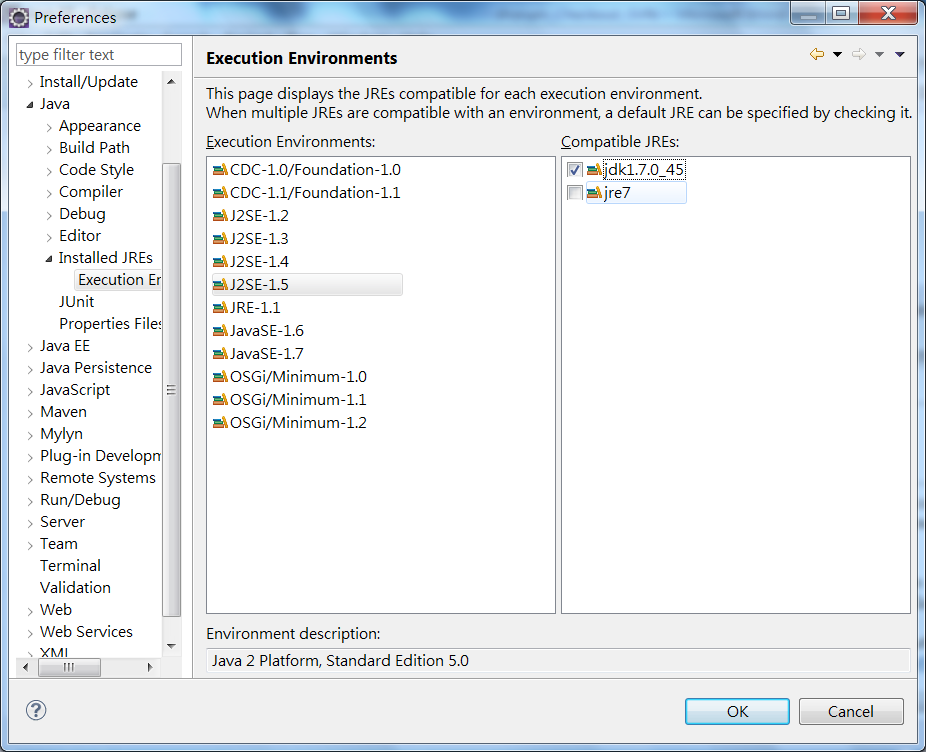 Preferences
type filter text
Install/Update
Java
Appearance
Build Path
Code Style
Compiler
Debug
Editor
Installed JREs
Execution Er
JUnit
Properties Files
Java EE
Java Persistence
JavaScript
Maven
Mylyn
Plug-in Developm
Remote Systems
Run/Debug
Server
Team
Terminal
Validation
Web
Web Services
XML
Execution Environments
This page displays the JREs compatible for each execution environment.
When multiple JREs are compatible with an environment, a default JRE can be specified by checking it.
Execution Environments:
CDC-1.0/Foundation-1.0
CDC-1.1/Foundation-1.1
J2SE-1.2
J2SE-1.3
J2SE-1.4
J2SE-1.5
JRE-1.1
JavaSE-1.6
JavaSE-1.7
OSGi/Minimum-1.0
OSGi/Minimum-1.1
OSGi/Minimum-1.2
Compatible JREs:
jdk1.7.0_45
jre7
Environment description:
Java 2 Platform, Standard Edition 5.0
OK
Cancel